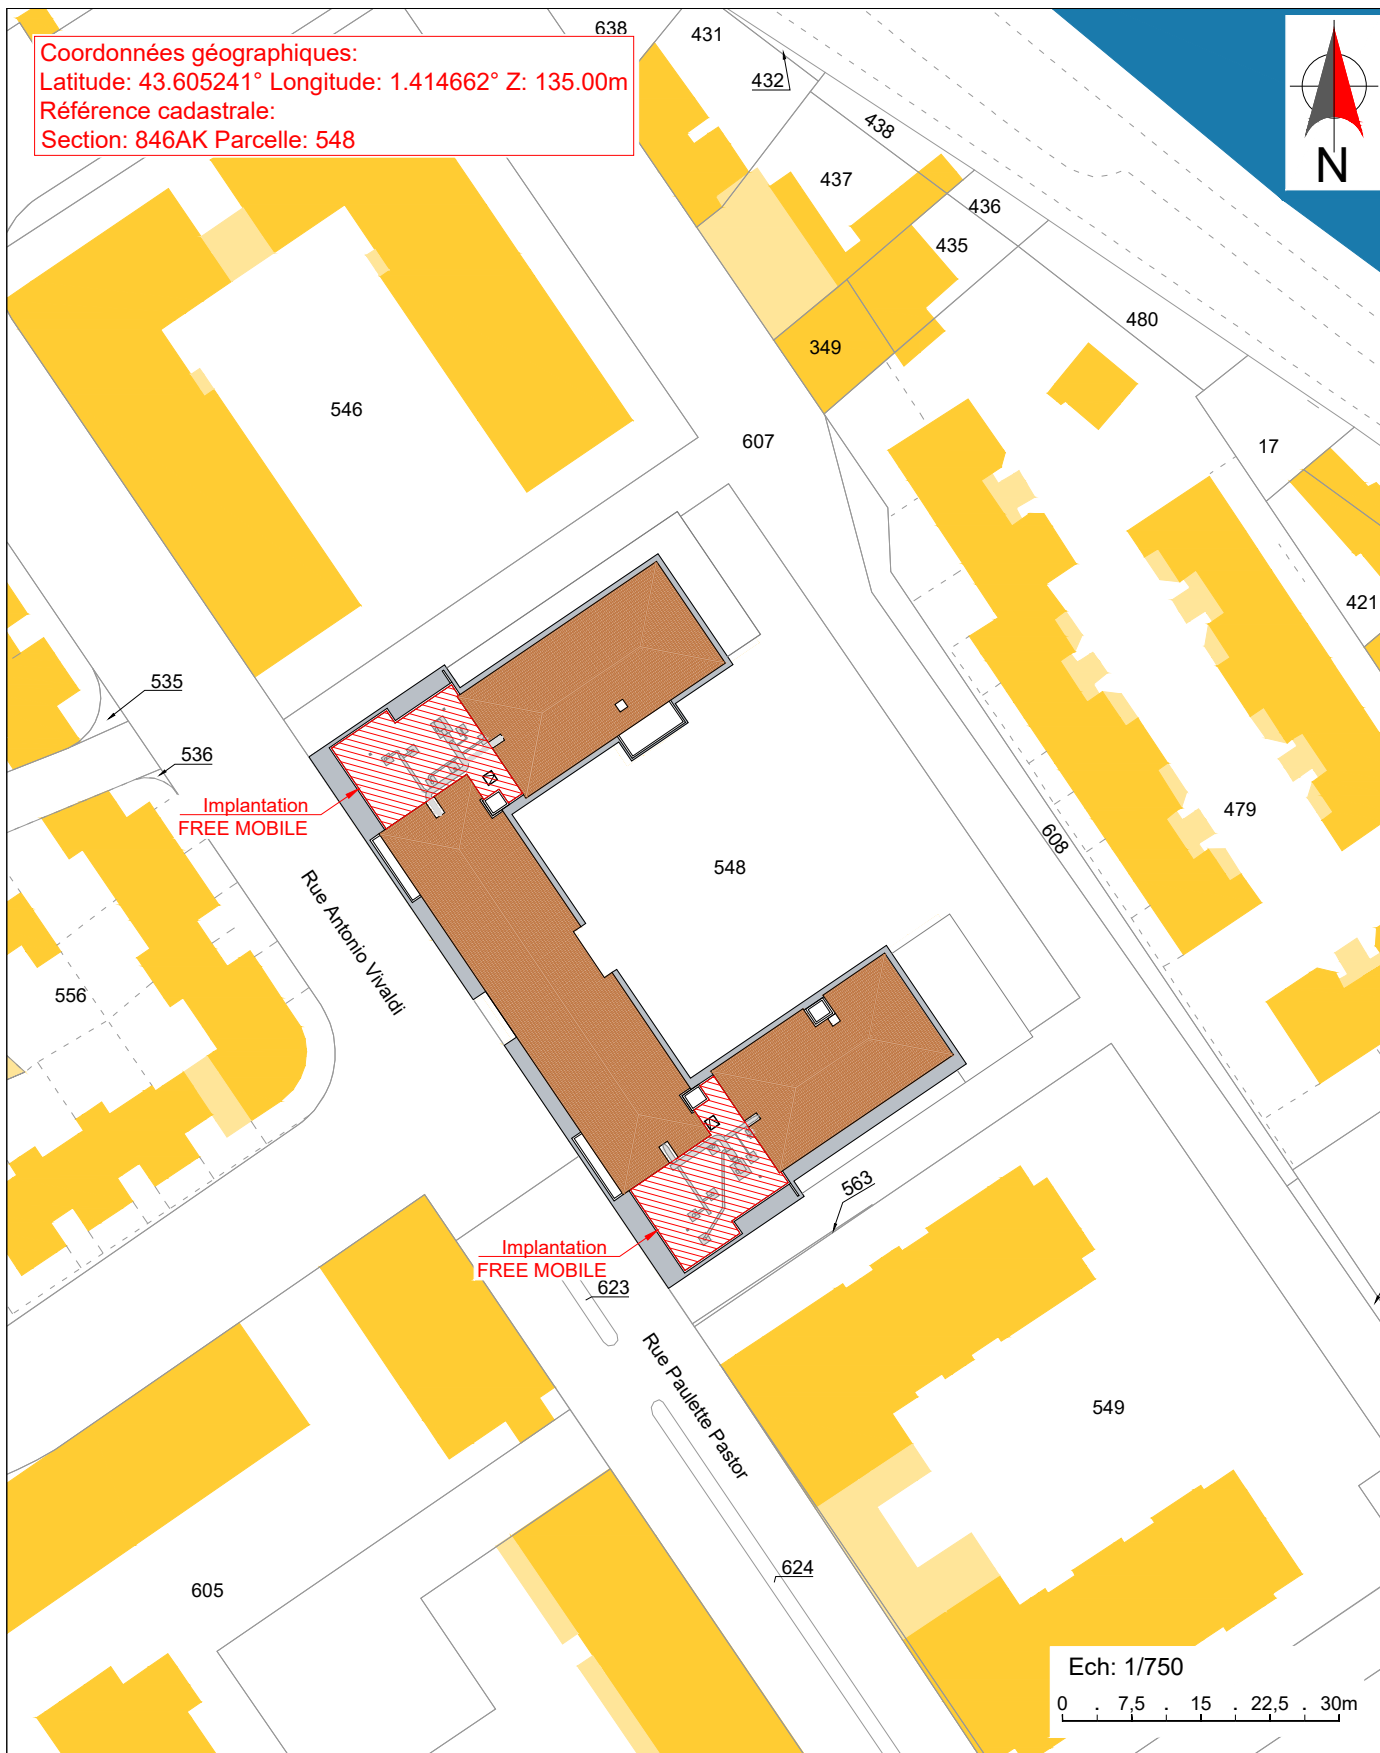 Coordonnées géographiques:
Latitude: 43.605241° Longitude: 1.414662° Z: 135.00m
Référence cadastrale:
Section: 846AK Parcelle: 548
638
431
432
N
438
437
436
435
480
349
546
607
17
421
535
536
Implantation
FREE MOBILE
479
608
548
Rue Antonio Vivaldi
556
563
Implantation
FREE MOBILE
623
Rue Paulette Pastor
549
624
605
Ech: 1/750
0 . 7,5 . 15 . 22,5 . 30m